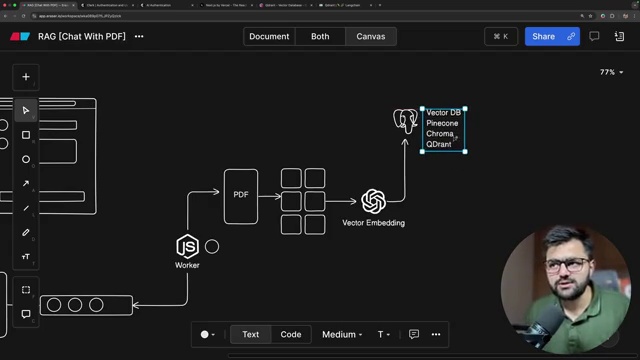 RAG [Chat With PDF]
Document
Both
Canvas
⌘ K
Share
77%
Vector DB
Pinecone
Chroma
QDrant
PDF
JS
Vector Embedding
Worker
Text
Code
Medium
T